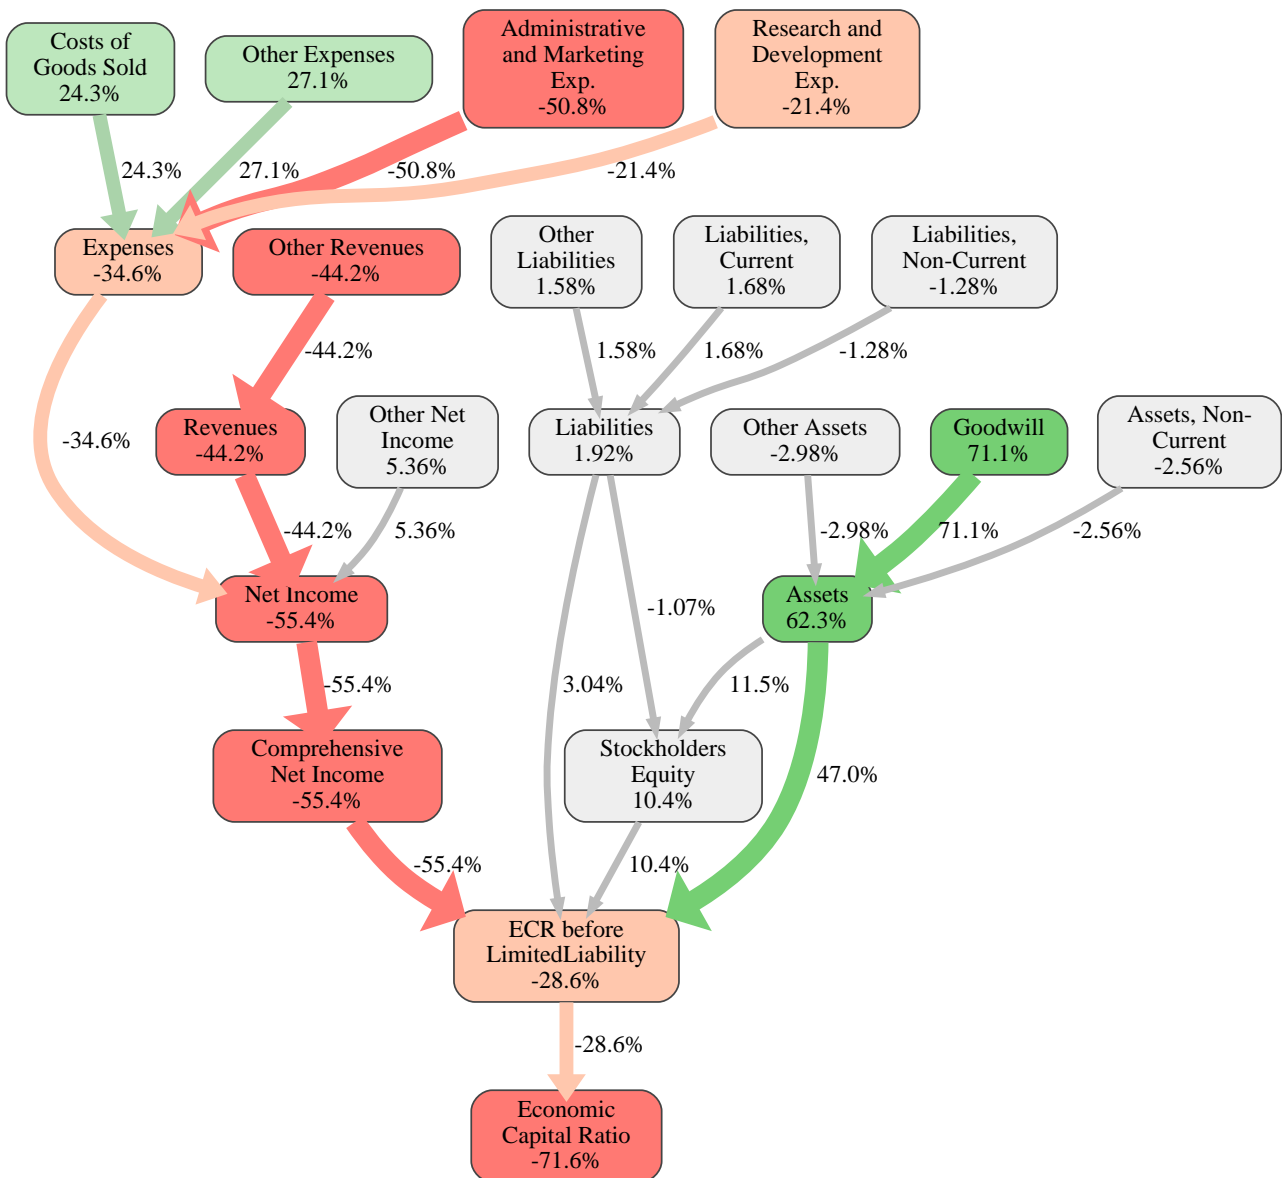 Costs of
Goods Sold
24.3%
Other Expenses
27.1%
Administrative
and Marketing
Exp.
-50.8%
Research and
Development
Exp.
-21.4%
24.3%
27.1%
-50.8%
-21.4%
Expenses
-34.6%
Other Revenues
-44.2%
Other
Liabilities
1.58%
Liabilities,
Current
1.68%
Liabilities,
Non-Current
-1.28%
-44.2%
1.58%
1.68%
-1.28%
-34.6%
Revenues
-44.2%
Other Net
Income
5.36%
Liabilities
1.92%
Other Assets
-2.98%
Goodwill
71.1%
Assets, Non-
Current
-2.56%
-44.2%
5.36%
-2.98%
71.1%
-2.56%
Net Income
-55.4%
-1.07%
Assets
62.3%
-55.4%
3.04%
11.5%
Comprehensive
Net Income
-55.4%
Stockholders
Equity
10.4%
47.0%
-55.4%
10.4%
ECR before
LimitedLiability
-28.6%
-28.6%
Economic
Capital Ratio
-71.6%